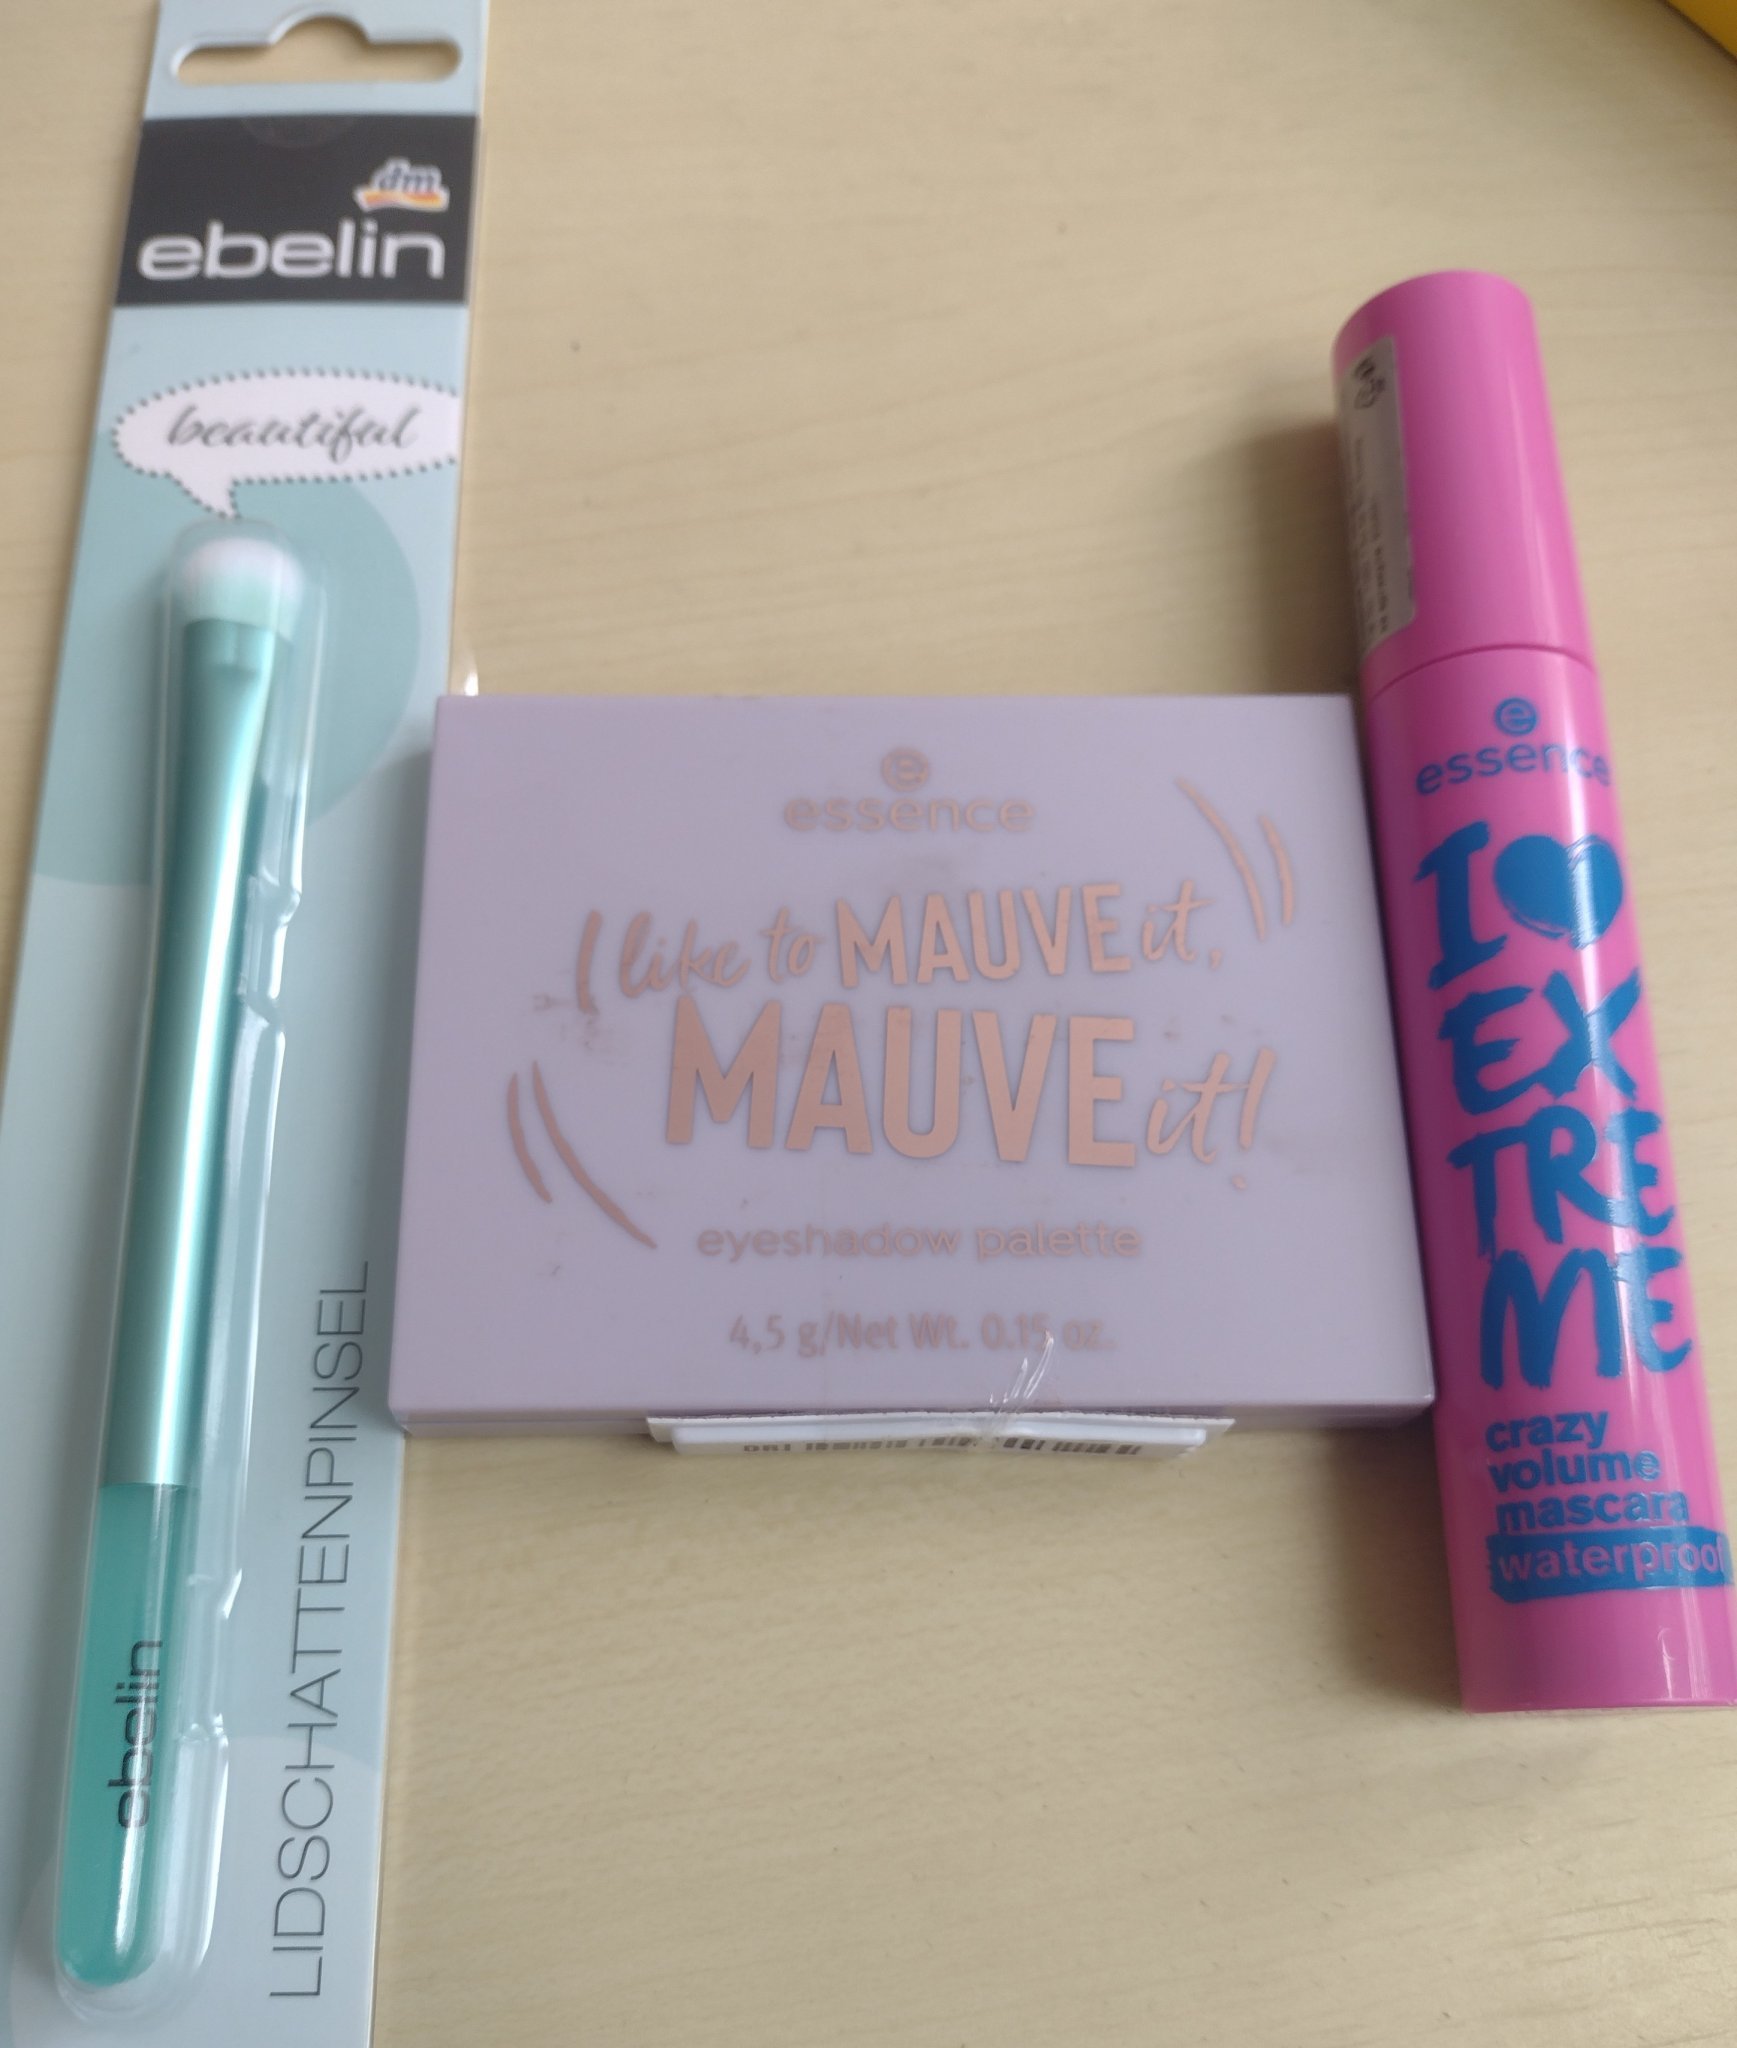 dm
ebelin
beautiful
LIDSCHATTENPINSEL
ebelin
essence
I like to MAUVE it,
MAUVE it!
eyeshadow palette
4,5 g/Net Wt. 0.15 oz.
essence
I
EX
TRE
ME
crazy
volume
mascara
waterproof